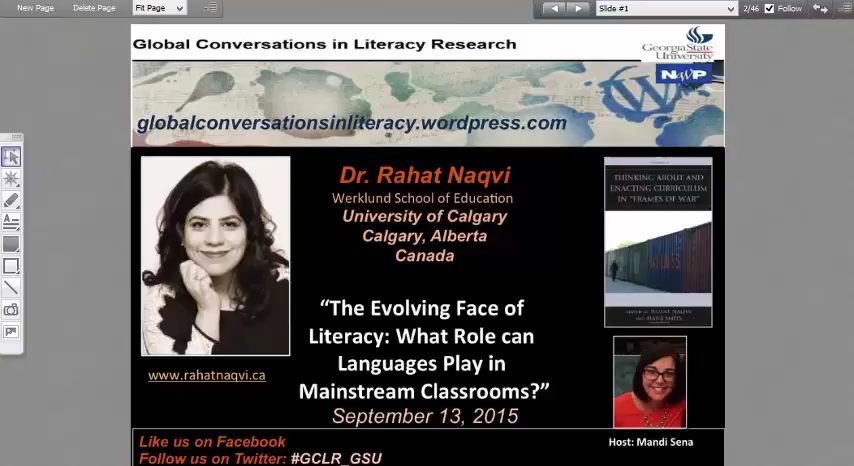 New Page
Delete Page
Fit Page
Slide #1
2/46
Follow
Global Conversations in Literacy Research
Georgia State
University
NWP
W
globalconversationsinliteracy.wordpress.com
Dr. Rahat Naqvi
Werklund School of Education
University of Calgary
Calgary, Alberta
Canada
THINKING ABOUT AND
ENACTING CURRICULUM
IN "FRAMES OF WAR"
“The Evolving Face of
Literacy: What Role can
Languages Play in
Mainstream Classrooms?”
September 13, 2015
www.rahatnaqvi.ca
Host: Mandi Sena
Like us on Facebook
Follow us on Twitter: #GCLR_GSU